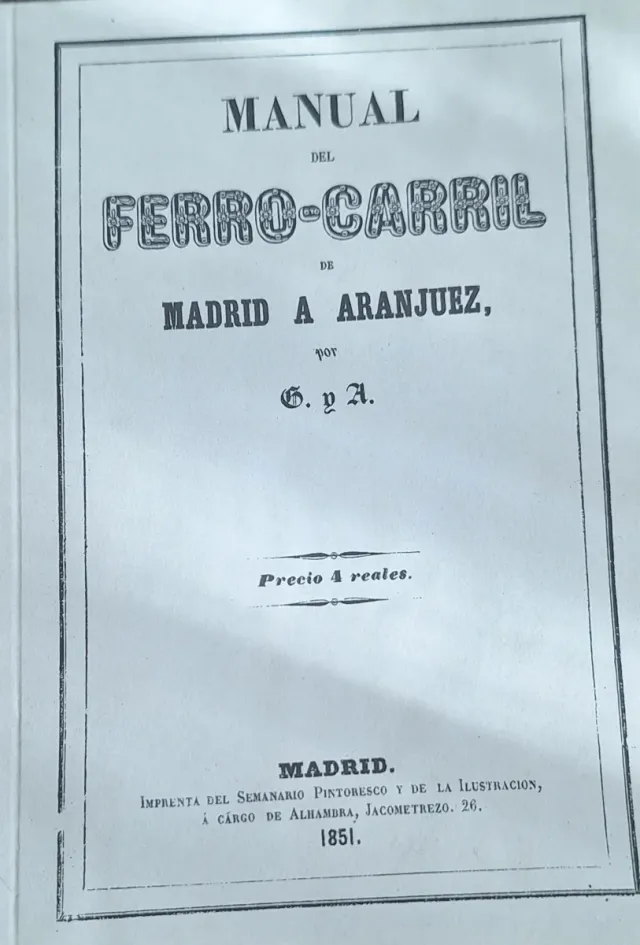 MANUAL
DEL
FERRO-CARRIL
DE
MADRID A ARANJUEZ,
por
G. y A.
Precio 4 reales.
MADRID.
IMPRENTA DEL SEMANARIO PINTORESCO Y DE LA ILUSTRACION,
Á CÁRGO DE ALHAMBRA, JACOMETREZO. 26.
1851.